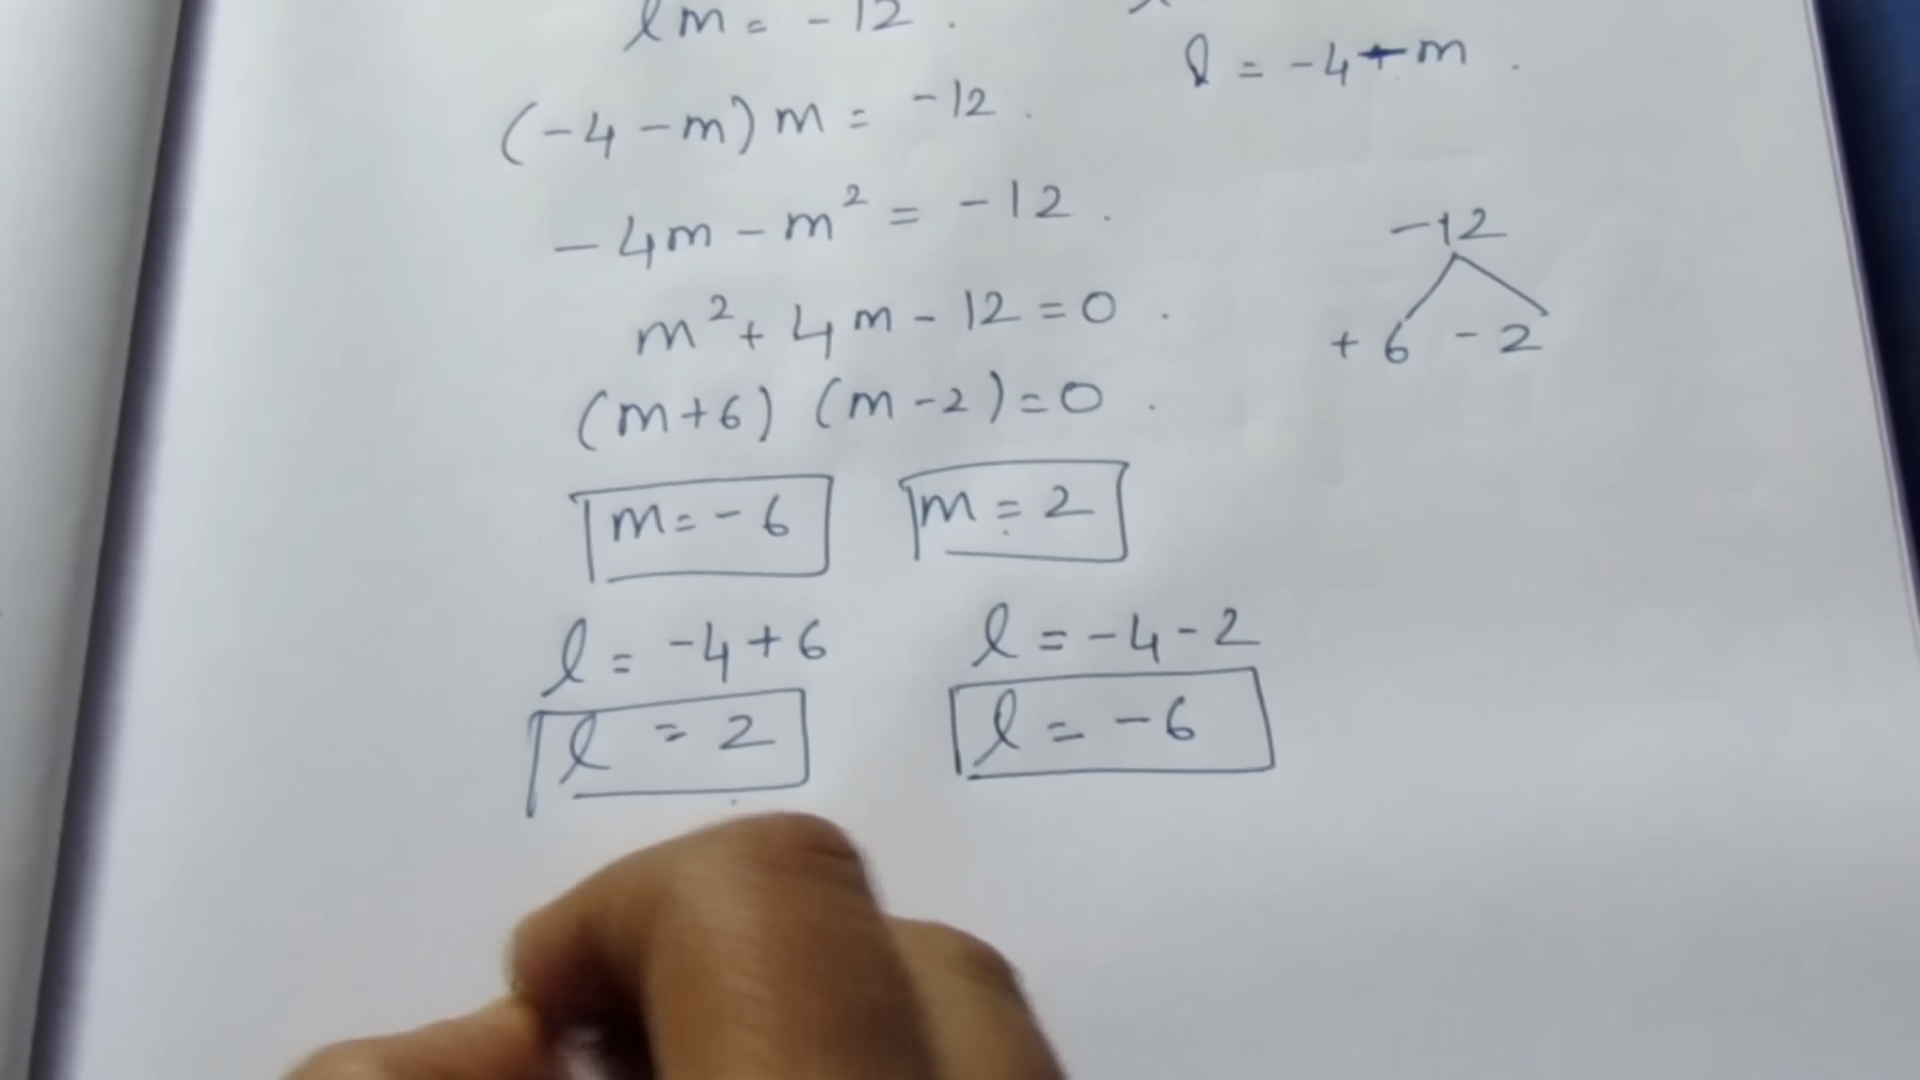 lm = -12 .
l = -4 - m .
(-4 - m) m = -12 .
-4m - m² = -12 .
-12
m² + 4m - 12 = 0 .
+6 -2
(m+6) (m-2) = 0 .
m = -6 m = 2
l = -4+6 l = -4-2
l = 2 l = -6